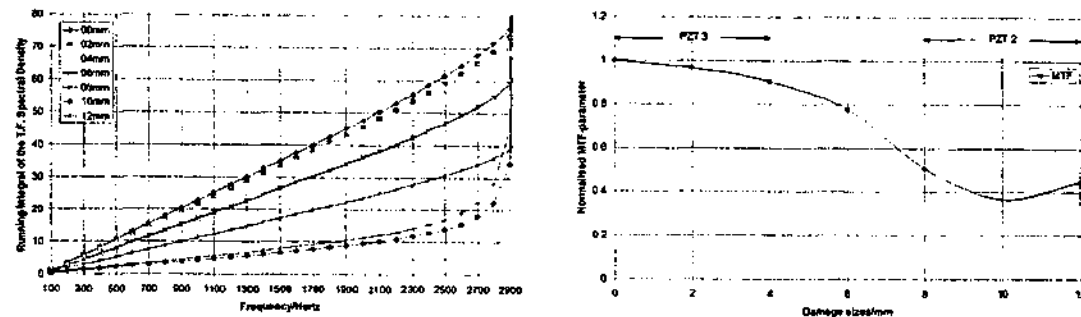 80
70
60
50
40
30
20
10
0
00mm
02mm
04mm
06mm
10mm
12mm
Running Integral of the T.F. Spectral Density
100 300 500 700 900 1100 1300 1500 1700 1900 2100 2300 2500 2700 2900
Frequency/Hertz
1.2
1
0.8
0.6
0.4
0.2
0
PZT 3
PZT 2
MTF
Normalised MTF-parameter
0 2 4 6 8 10 12
Damage sizes/mm